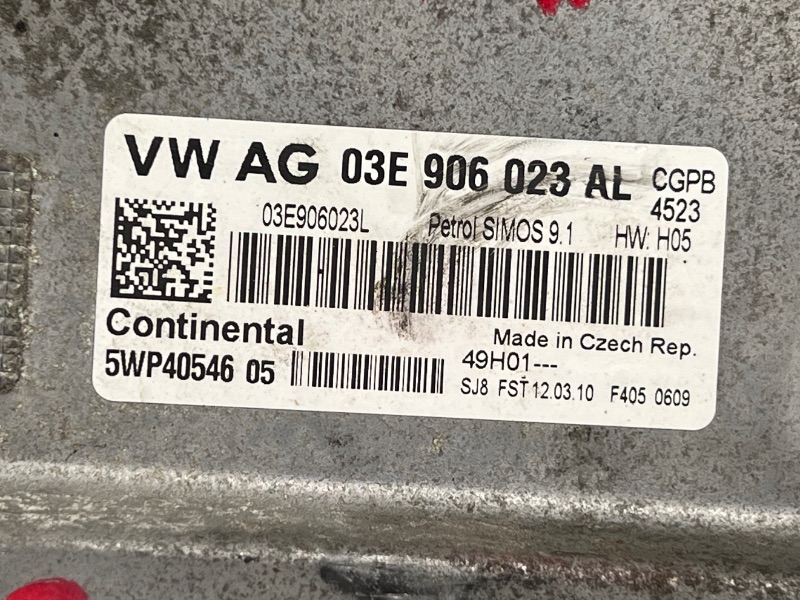 VW AG 03E 906 023 AL CGPB
4523
03E906023L Petrol SIMOS 9.1 HW: H05
Continental Made in Czech Rep.
5WP40546 05 49H01---
SJ8 FST 12.03.10 F405 0609